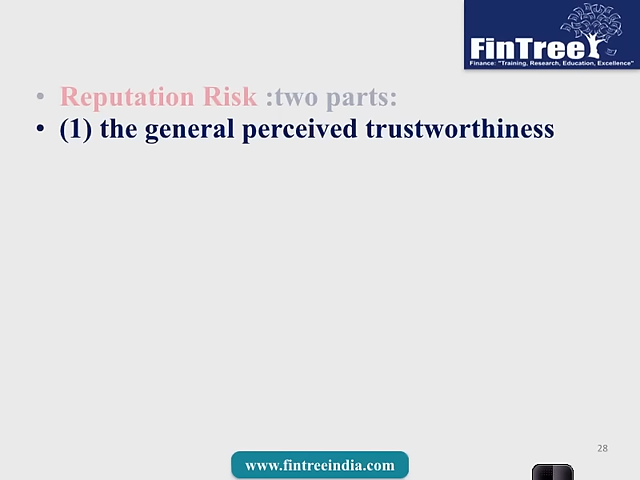 FinTree
Finance: "Training, Research, Education, Excellence"
• Reputation Risk :two parts:
• (1) the general perceived trustworthiness
28
www.fintreeindia.com